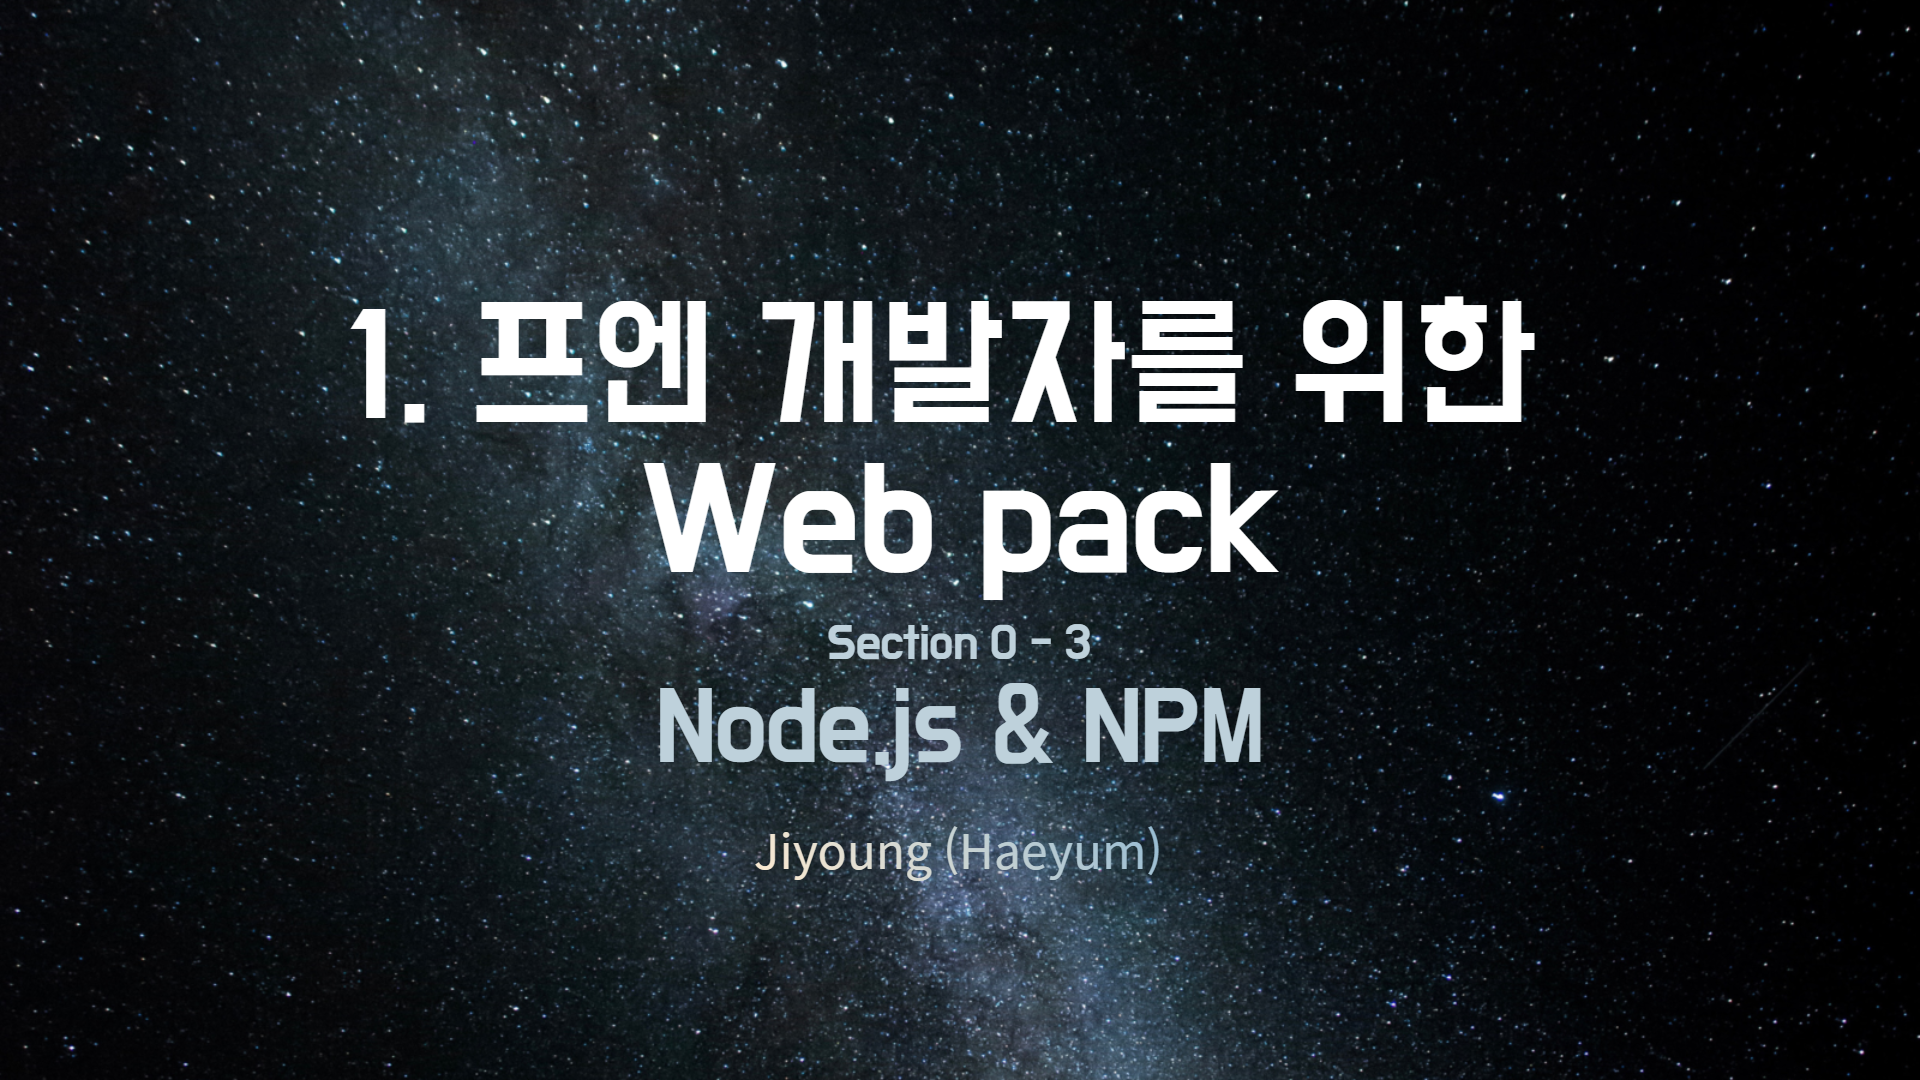 1. 프엔 개발자를 위한
Web pack
Section 0 - 3
Node.js & NPM
Jiyoung (Haeyum)